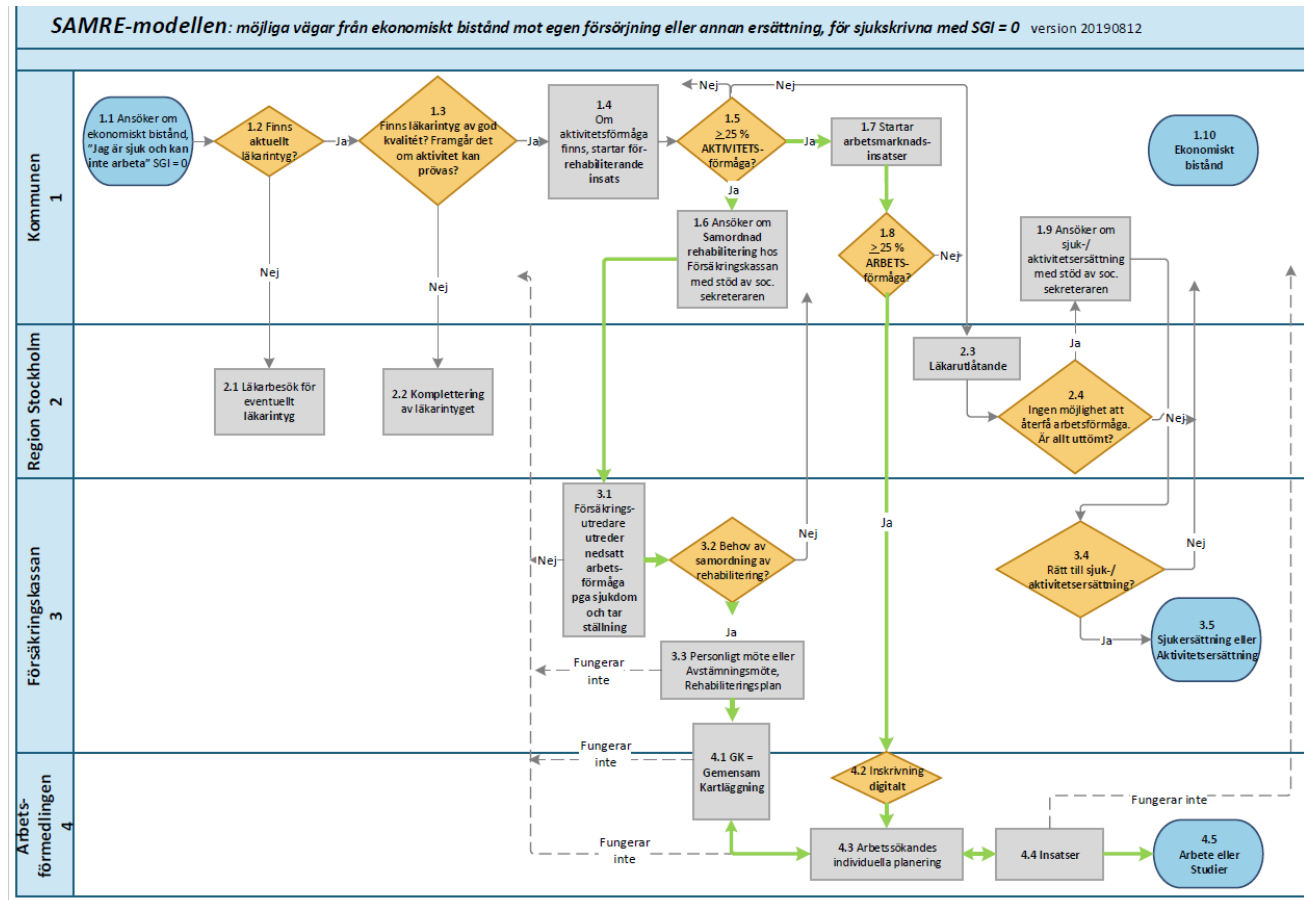 SAMRE-modellen: möjliga vägar från ekonomiskt bistånd mot egen försörjning eller annan ersättning, för sjukskrivna med SGI = 0 version 20190812
Kommunen
1
1.1 Ansöker om
ekonomiskt bistånd,
”Jag är sjuk och kan
inte arbeta” SGI = 0
1.2 Finns
aktuellt
läkarintyg?
Ja
Nej
1.3
Finns läkarintyg av god
kvalitét? Framgår det
om aktivitet kan
prövas?
Ja
Nej
1.4
Om
aktivitetsförmåga
finns, startar för-
rehabiliterande
insats
Nej
Nej
1.5
≥ 25 %
AKTIVITETS-
förmåga?
Ja
Ja
1.6 Ansöker om
Samordnad
rehabilitering hos
Försäkringskassan
med stöd av soc.
sekreteraren
1.7 Startar
arbetsmarknads-
insatser
1.8
≥ 25 %
ARBETS-
förmåga?
Nej
1.9 Ansöker om
sjuk-/
aktivitetsersättning
med stöd av soc.
sekreteraren
1.10
Ekonomiskt
bistånd
Region Stockholm
2
2.1 Läkarbesök för
eventuellt
läkarintyg
2.2 Komplettering
av läkarintyget
2.3
Läkarutlåtande
Ja
2.4
Ingen möjlighet att
återfå arbetsförmåga.
Är allt uttömt?
Nej
Försäkringskassan
3
Nej
3.1
Försäkrings-
utredare
utreder
nedsatt
arbets-
förmåga
pga sjukdom
och tar
ställning
3.2 Behov av
samordning av
rehabilitering?
Nej
Ja
Ja
3.3 Personligt möte eller
Avstämningsmöte,
Rehabiliteringsplan
Fungerar
inte
3.4
Rätt till sjuk-/
aktivitetsersättning?
Nej
Ja
3.5
Sjukersättning eller
Aktivitetsersättning
Arbets-
förmedlingen
4
Fungerar
inte
4.1 GK =
Gemensam
Kartläggning
4.2 Inskrivning
digitalt
Fungerar
inte
4.3 Arbetssökandes
individuella planering
4.4 Insatser
Fungerar inte
4.5
Arbete eller
Studier